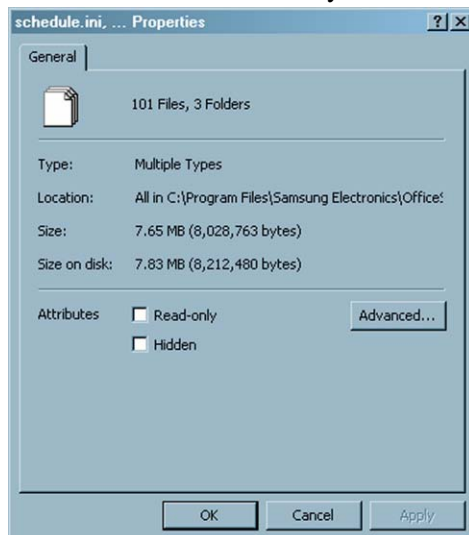 schedule.ini, ... Properties
General
101 Files, 3 Folders
Type: Multiple Types
Location: All in C:\Program Files\Samsung Electronics\Office
Size: 7.65 MB (8,028,763 bytes)
Size on disk: 7.83 MB (8,212,480 bytes)
Attributes Read-only Advanced...
Hidden
OK Cancel Apply